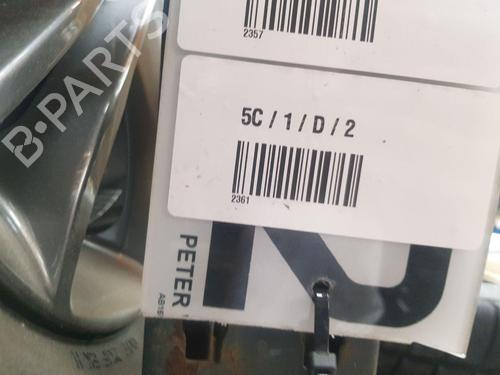 2357
5C / 1 / D / 2
2361
PETER
B-PARTS